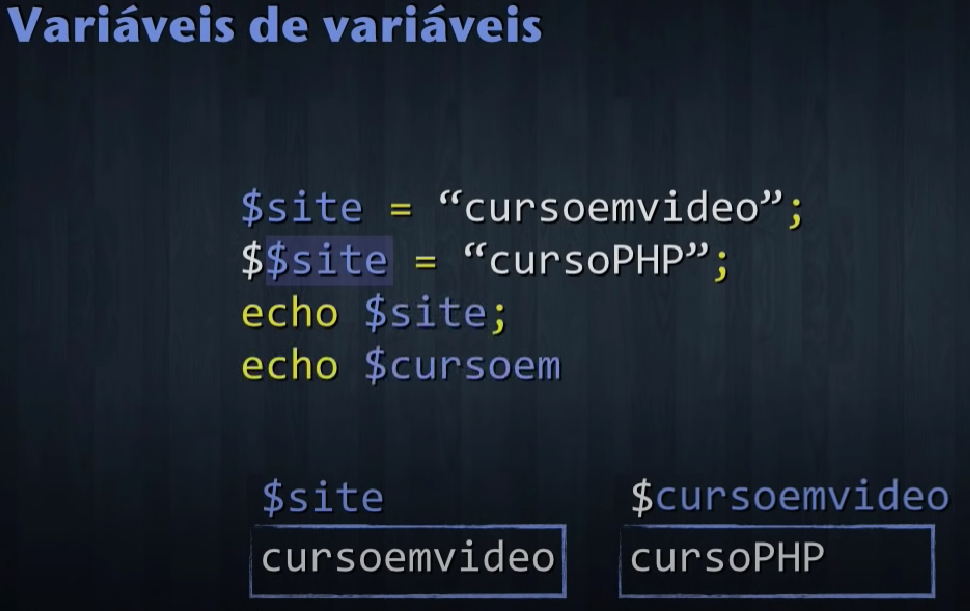 Variáveis de variáveis
$site = “cursoemvideo”;
$$site = “cursoPHP”;
echo $site;
echo $cursoem
$site
$cursoemvideo
cursoemvideo
cursoPHP